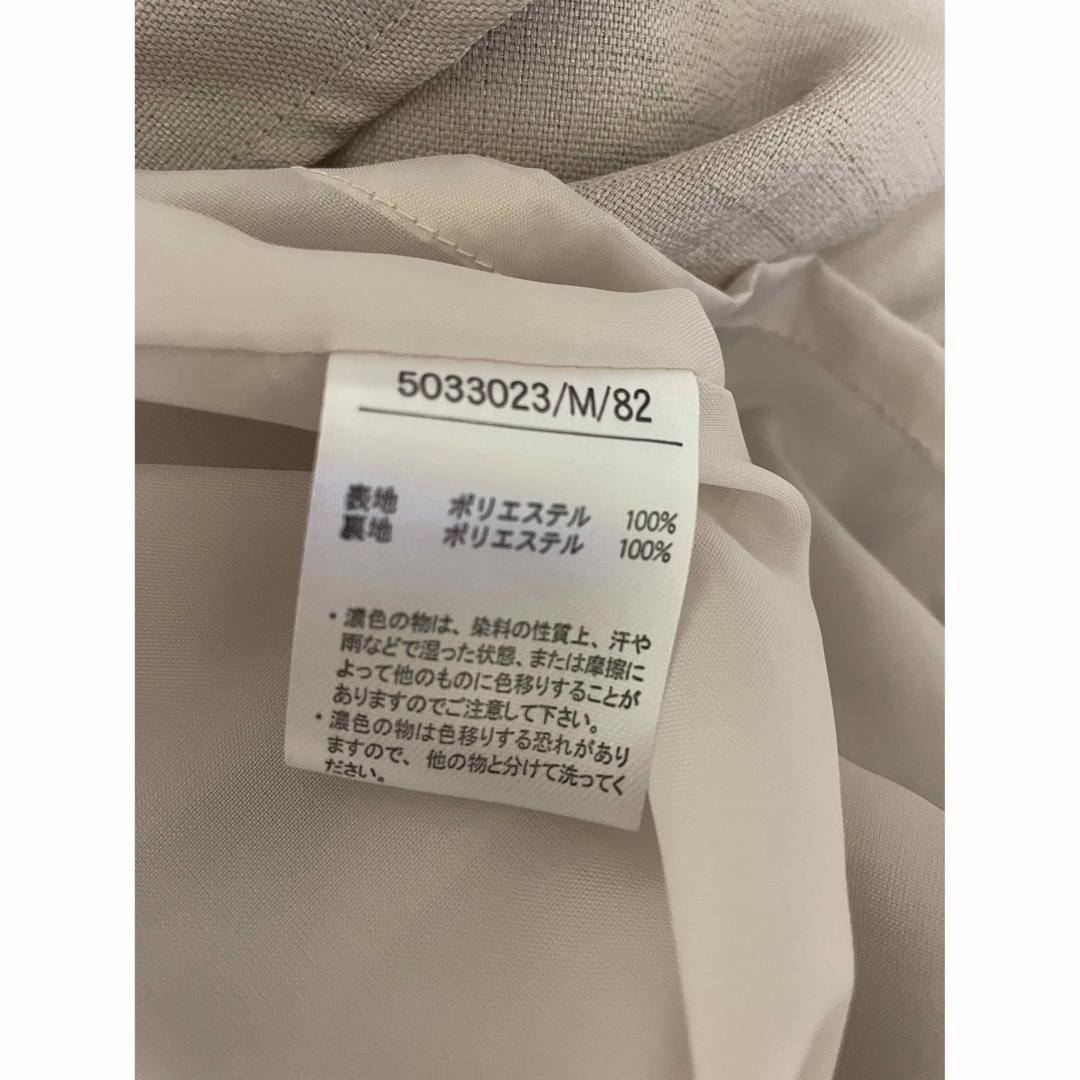 5033023/M/82
表地 ポリエステル 100%
裏地 ポリエステル 100%
・濃色の物は、染料の性質上、汗や
雨などで湿った状態、または摩擦に
よって他のものに色移りすることが
ありますのでご注意して下さい。
・濃色の物は色移りする恐れがあり
ますので、他の物と分けて洗ってく
ださい。